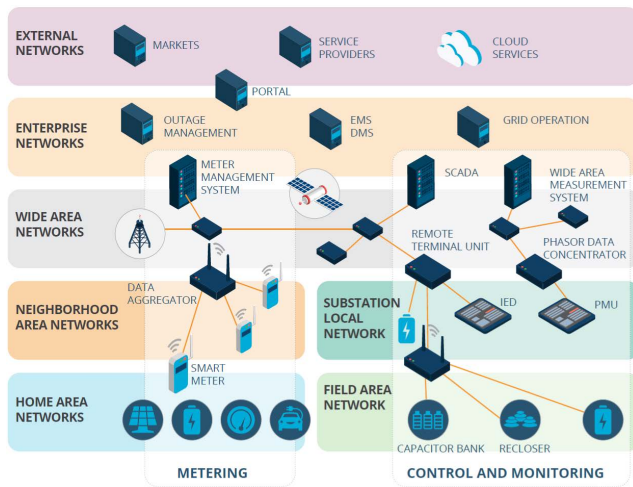 EXTERNAL
NETWORKS
MARKETS
SERVICE
PROVIDERS
CLOUD
SERVICES
PORTAL
ENTERPRISE
NETWORKS
OUTAGE
MANAGEMENT
EMS
DMS
GRID OPERATION
METER
MANAGEMENT
SYSTEM
SCADA
WIDE AREA
MEASUREMENT
SYSTEM
WIDE AREA
NETWORKS
REMOTE
TERMINAL UNIT
PHASOR DATA
CONCENTRATOR
DATA
AGGREGATOR
NEIGHBORHOOD
AREA NETWORKS
SUBSTATION
LOCAL
NETWORK
IED
PMU
SMART
METER
HOME AREA
NETWORKS
FIELD AREA
NETWORK
CAPACITOR BANK
RECLOSER
METERING
CONTROL AND MONITORING